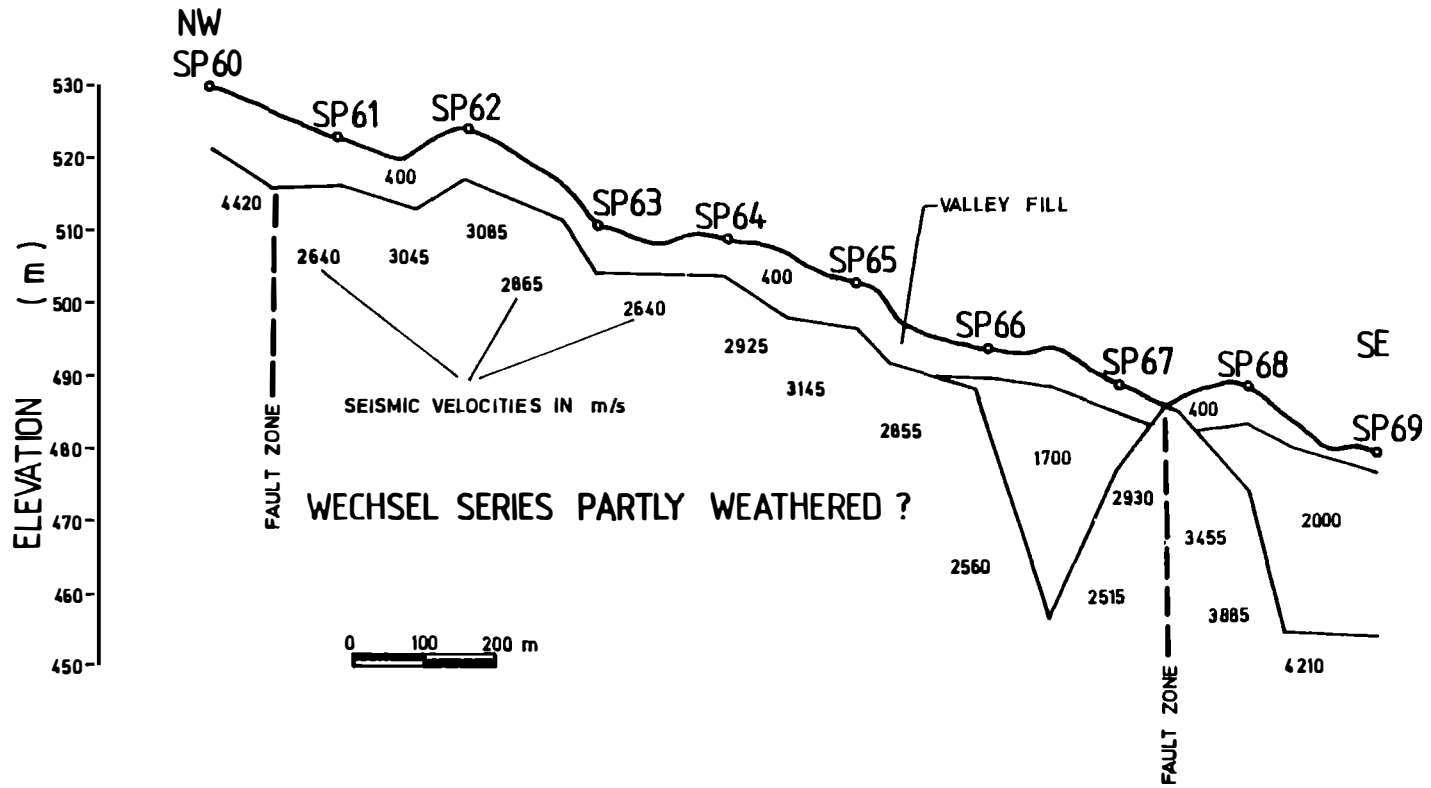 NW
SP60
SP61
SP62
SP63
SP64
SP65
SP66
SP67
SP68
SP69
SE
530
520
510
500
490
480
470
460
450
ELEVATION (m)
400
4420
2640
3045
3085
2865
2640
400
2925
3145
2855
VALLEY FILL
400
1700
2930
2560
2515
3455
3885
2000
4210
SEISMIC VELOCITIES IN m/s
FAULT ZONE
WECHSEL SERIES PARTLY WEATHERED ?
0 100 200 m
FAULT ZONE